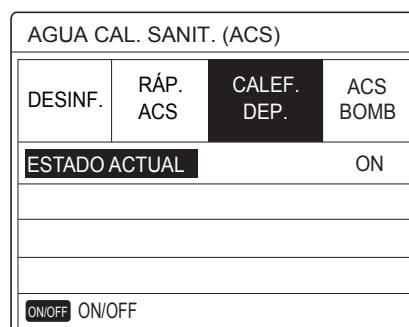 AGUA CAL. SANIT. (ACS)
DESINF.
RÁP.
ACS
CALEF.
DEP.
ACS
BOMB
ESTADO ACTUAL ON
ON/OFF ON/OFF